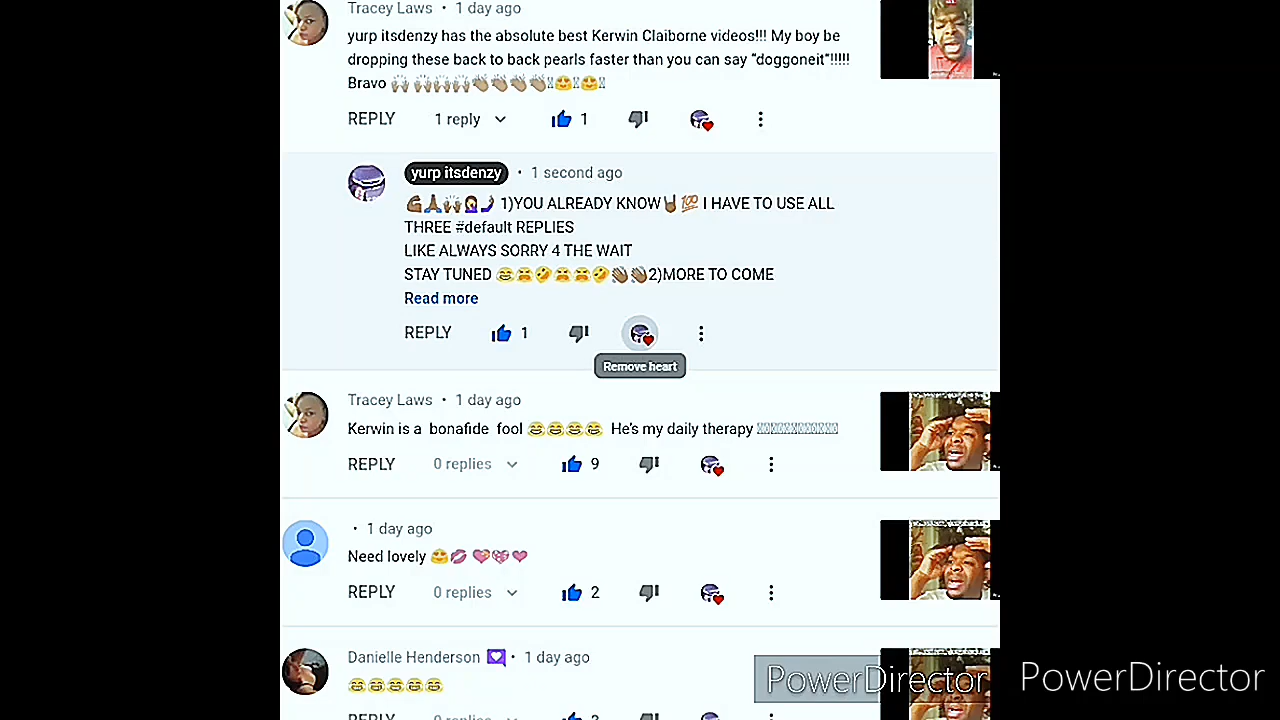 Tracey Laws • 1 day ago
yurp itsdenzy has the absolute best Kerwin Claiborne videos!!! My boy be
dropping these back to back pearls faster than you can say “doggoneit”!!!!!
Bravo 🙌🏽 🙌🏽🙌🏽🙌🏽👏🏽👏🏽👏🏽👏🏽😍😍
REPLY 1 reply 1
yurp itsdenzy • 1 second ago
💪🏾🙏🏾🙌🏾🤦🏻‍♀️🤳🏾 1)YOU ALREADY KNOW🤘🏾💯 I HAVE TO USE ALL
THREE #default REPLIES
LIKE ALWAYS SORRY 4 THE WAIT
STAY TUNED 😂😫🤣😫😫🤣👋🏾👋🏾2)MORE TO COME
Read more
REPLY 1
Remove heart
Tracey Laws • 1 day ago
Kerwin is a bonafide fool 😂😂😂😂 He's my daily therapy
REPLY 0 replies 9
• 1 day ago
Need lovely 😍💋 💝💖❤
REPLY 0 replies 2
Danielle Henderson • 1 day ago
😂😂😂😂😂
REPLY 0 replies 3
PowerDirector
PowerDirector